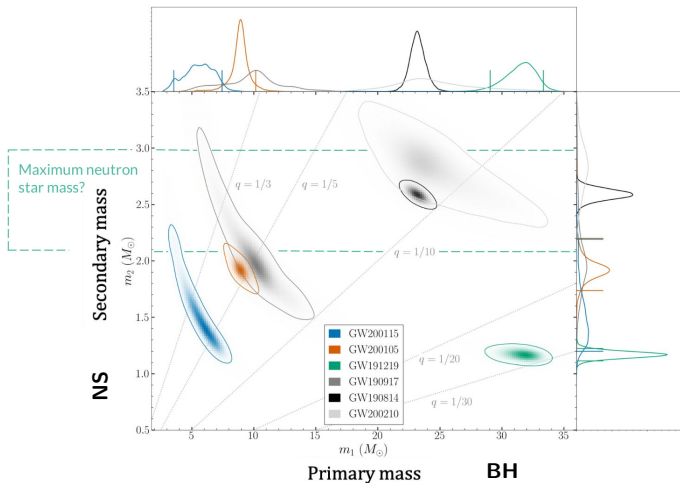 3.5
3.0
2.5
2.0
1.5
1.0
0.5
Maximum neutron
star mass?
Secondary mass
m₂ (M⊙)
NS
q = 1/3
q = 1/5
q = 1/10
q = 1/20
q = 1/30
GW200115
GW200105
GW191219
GW190917
GW190814
GW200210
5
10
15
20
25
30
35
m₁ (M⊙)
Primary mass
BH